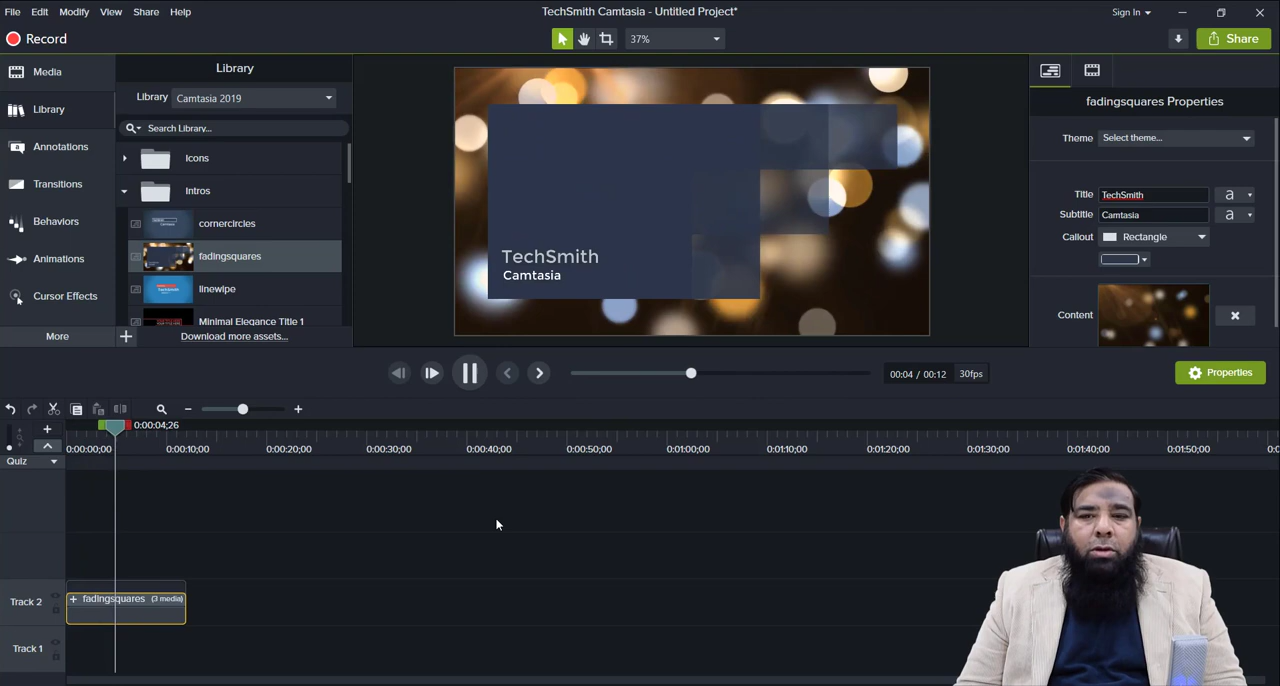 File Edit Modify View Share Help
TechSmith Camtasia - Untitled Project*
Sign In
Record
37%
Share
Media
Library
Annotations
Transitions
Behaviors
Animations
Cursor Effects
More
Library
Library Camtasia 2019
Search Library...
Icons
Intros
cornercircles
fadingsquares
linewipe
Minimal Elegance Title 1
Download more assets...
TechSmith
Camtasia
fadingsquares Properties
Theme Select theme...
Title TechSmith a
Subtitle Camtasia a
Callout Rectangle
Content
00:04 / 00:12 30fps
Properties
0:00:04;26
0:00:00;00 0:00:10;00 0:00:20;00 0:00:30;00 0:00:40;00 0:00:50;00 0:01:00;00 0:01:10;00 0:01:20;00 0:01:30;00 0:01:40;00 0:01:50;00
Quiz
Track 2
fadingsquares (3 media)
Track 1